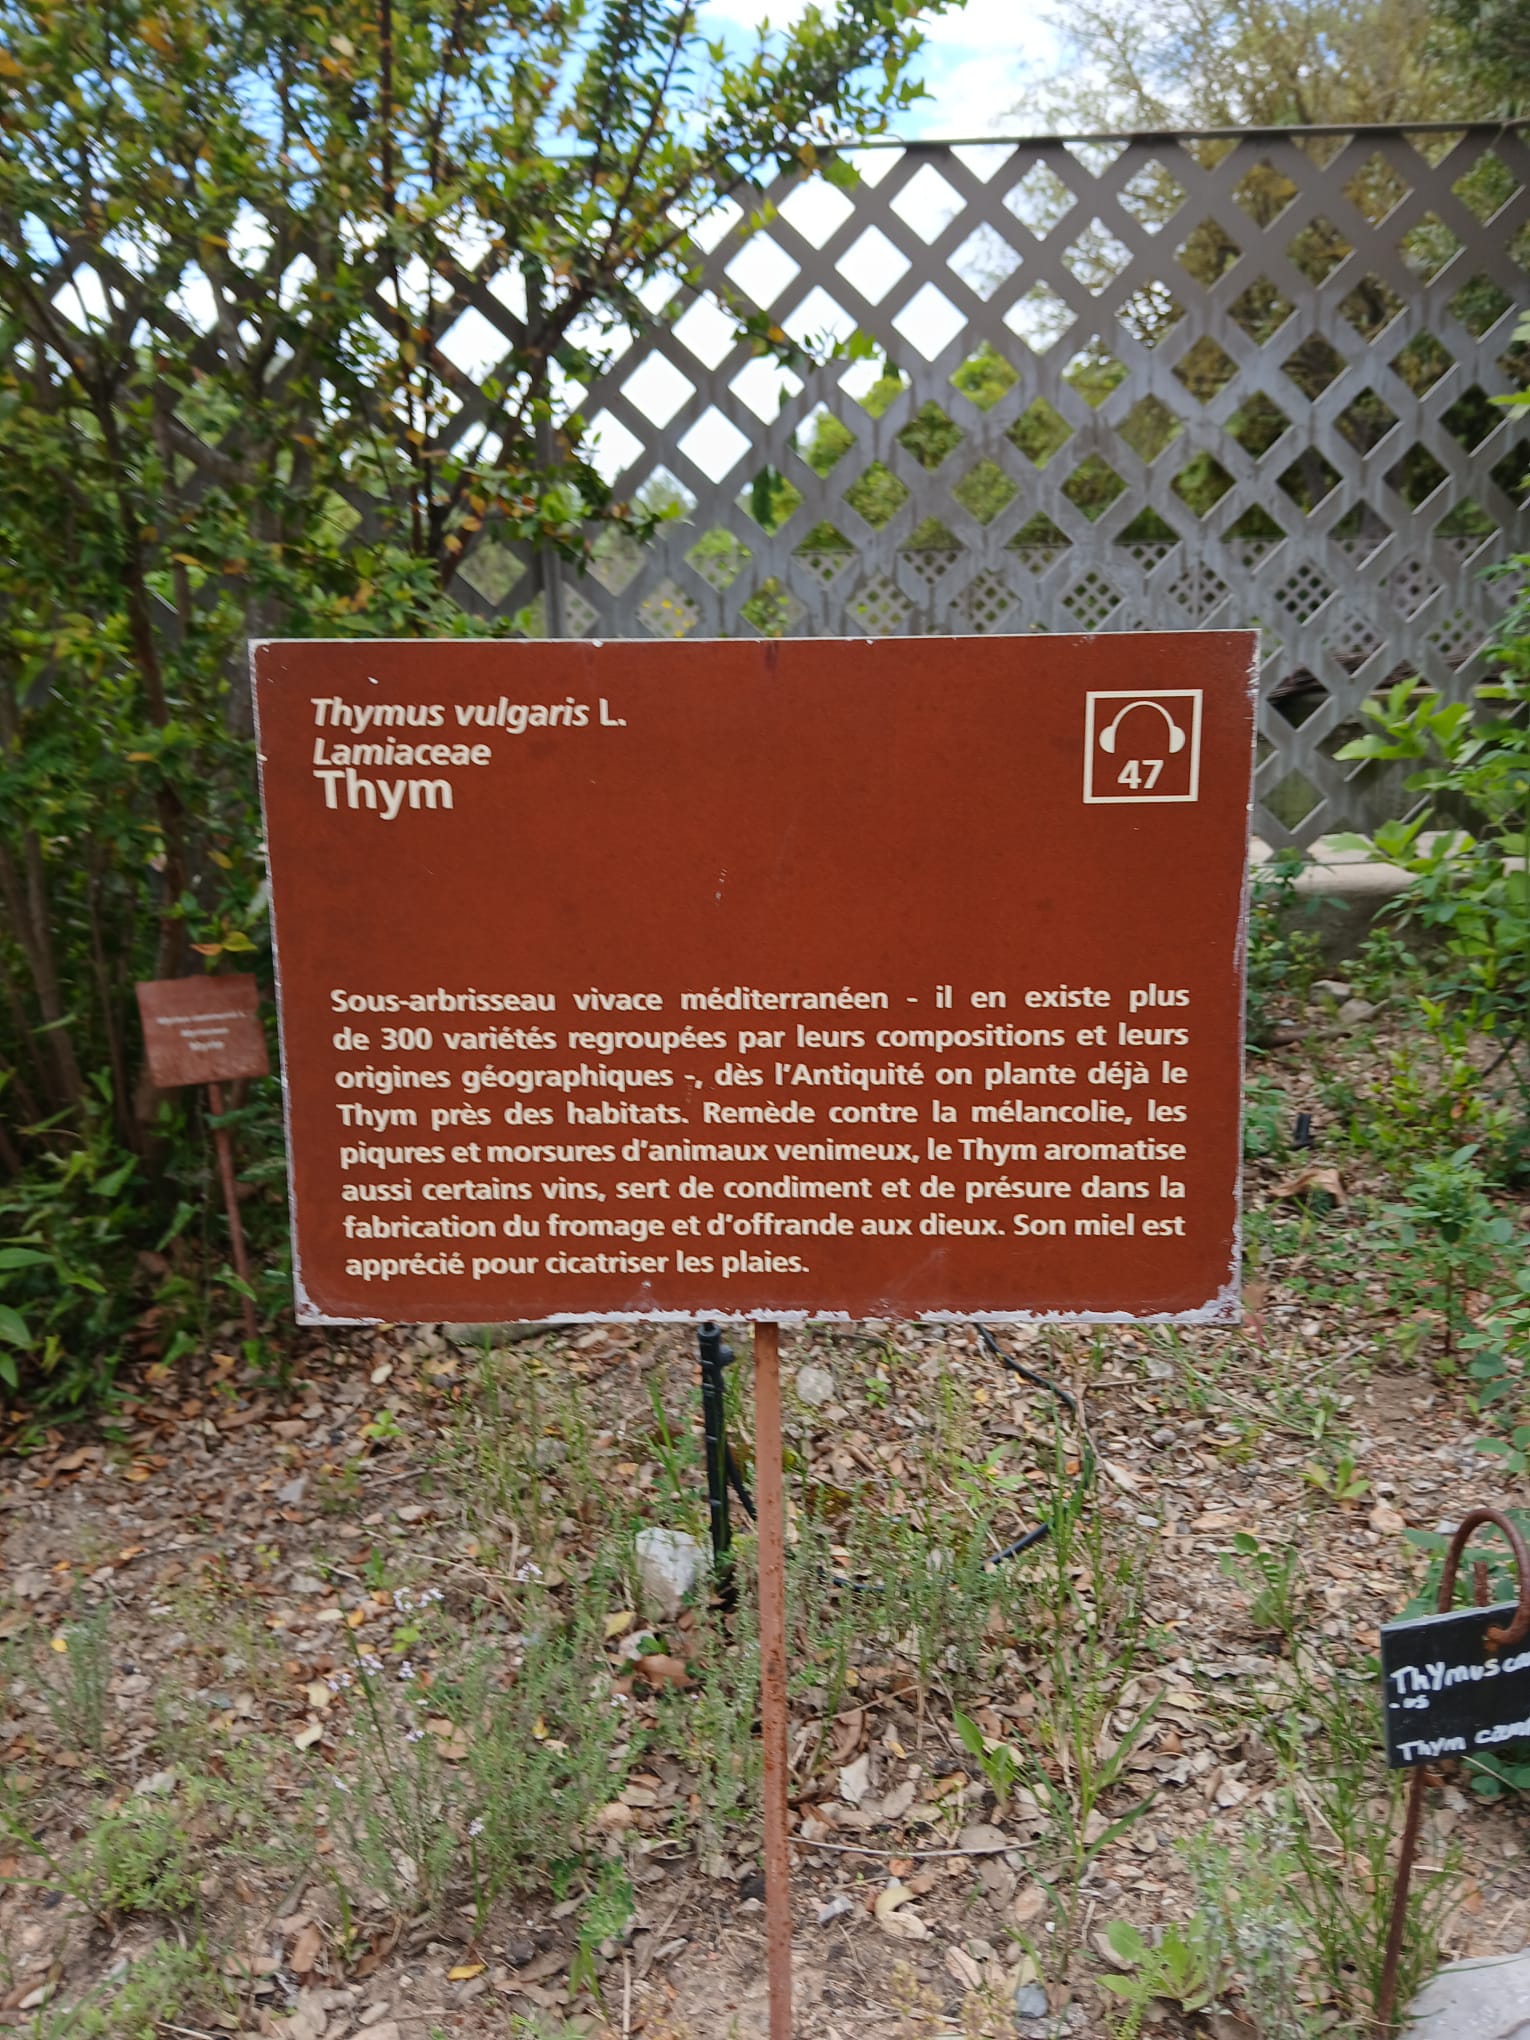 Thymus vulgaris L.
Lamiaceae
Thym
47
Sous-arbrisseau vivace méditerranéen - il en existe plus
de 300 variétés regroupées par leurs compositions et leurs
origines géographiques -, dès l'Antiquité on plante déjà le
Thym près des habitats. Remède contre la mélancolie, les
piqures et morsures d'animaux venimeux, le Thym aromatise
aussi certains vins, sert de condiment et de présure dans la
fabrication du fromage et d'offrande aux dieux. Son miel est
apprécié pour cicatriser les plaies.
Myrte
Thymus
Thym